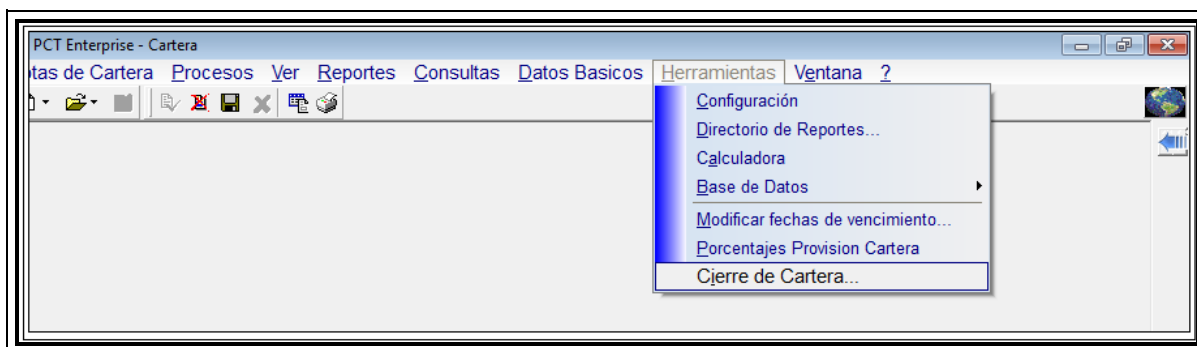 PCT Enterprise - Cartera
tas de Cartera Procesos Ver Reportes Consultas Datos Basicos Herramientas Ventana ?
Configuración
Directorio de Reportes...
Calculadora
Base de Datos
Modificar fechas de vencimiento...
Porcentajes Provision Cartera
Cierre de Cartera...